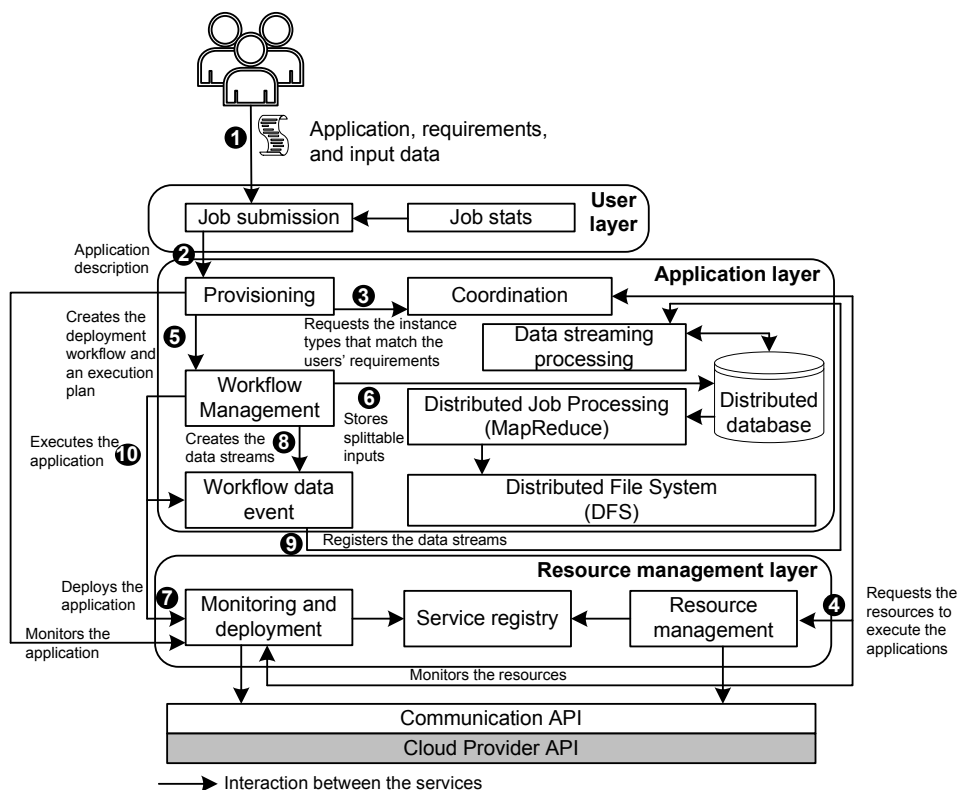 1
Application, requirements,
and input data
User
layer
Job submission
Job stats
Application
description
2
Application layer
Provisioning
3
Coordination
Creates the
deployment
workflow and
an execution
plan
5
Requests the instance
types that match the
users' requirements
Data streaming
processing
Workflow
Management
6
Stores
splittable
inputs
Distributed Job Processing
(MapReduce)
Distributed
database
Executes the
application
10
Creates the
data streams
8
Workflow data
event
Distributed File System
(DFS)
9
Registers the data streams
Resource management layer
Deploys the
application
7
Monitoring and
deployment
Service registry
Resource
management
4
Requests the
resources to
execute the
applications
Monitors the
application
Monitors the resources
Communication API
Cloud Provider API
Interaction between the services